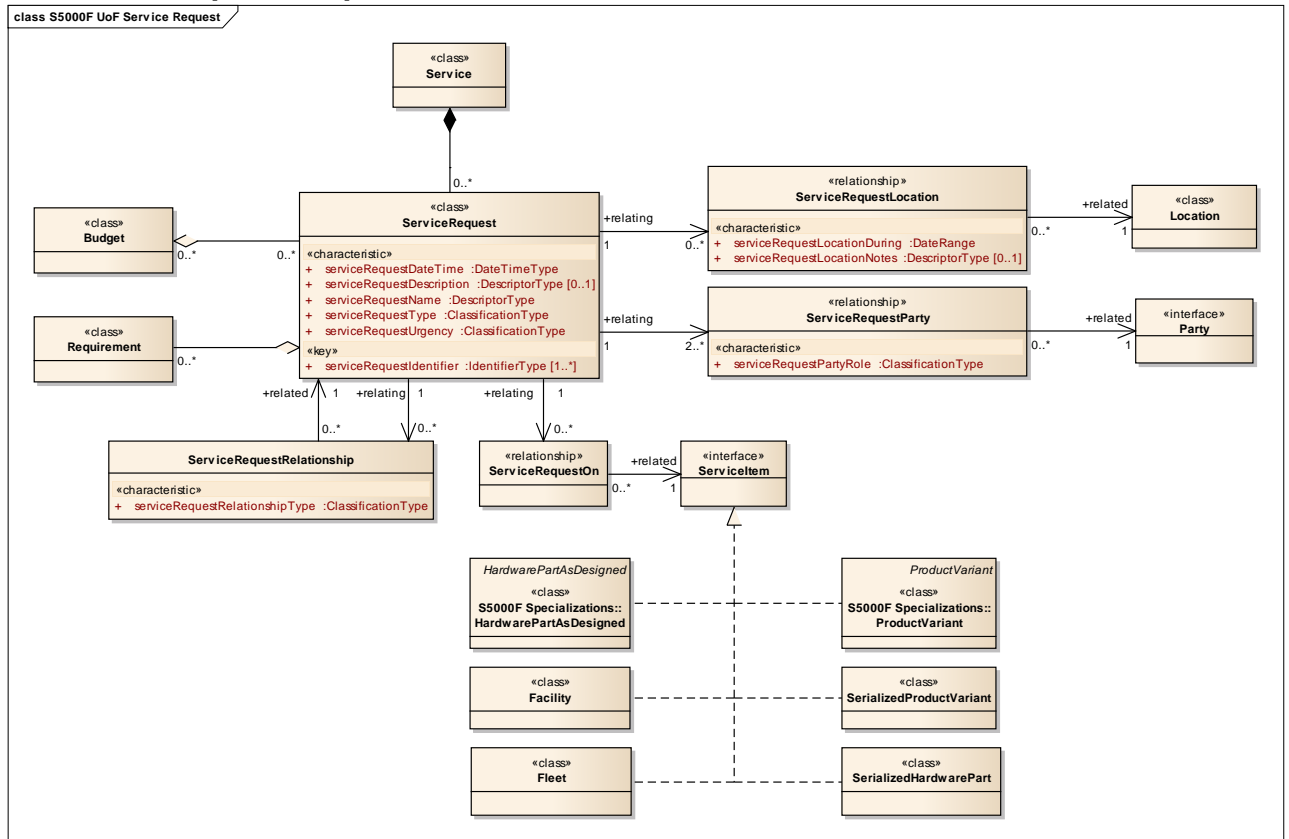 class S5000F UoF Service Request
«class»
Service
0..*
«class»
Budget
0..*
0..*
«class»
Requirement
0..*
«class»
ServiceRequest
«characteristic»
+ serviceRequestDateTime :DateTimeType
+ serviceRequestDescription :DescriptorType [0..1]
+ serviceRequestName :DescriptorType
+ serviceRequestType :ClassificationType
+ serviceRequestUrgency :ClassificationType
«key»
+ serviceRequestIdentifier :IdentifierType [1..*]
+relating
1
0..*
«relationship»
ServiceRequestLocation
«characteristic»
+ serviceRequestLocationDuring :DateRange
+ serviceRequestLocationNotes :DescriptorType [0..1]
+related
0..*
1
«class»
Location
+relating
1
2..*
«relationship»
ServiceRequestParty
«characteristic»
+ serviceRequestPartyRole :ClassificationType
+related
0..*
1
«interface»
Party
+related 1
0..*
+relating 1
0..*
+relating 1
0..*
ServiceRequestRelationship
«characteristic»
+ serviceRequestRelationshipType :ClassificationType
«relationship»
ServiceRequestOn
+related
0..*
1
«interface»
ServiceItem
HardwarePartAsDesigned
«class»
S5000F Specializations::
HardwarePartAsDesigned
ProductVariant
«class»
S5000F Specializations::
ProductVariant
«class»
Facility
«class»
SerializedProductVariant
«class»
Fleet
«class»
SerializedHardwarePart